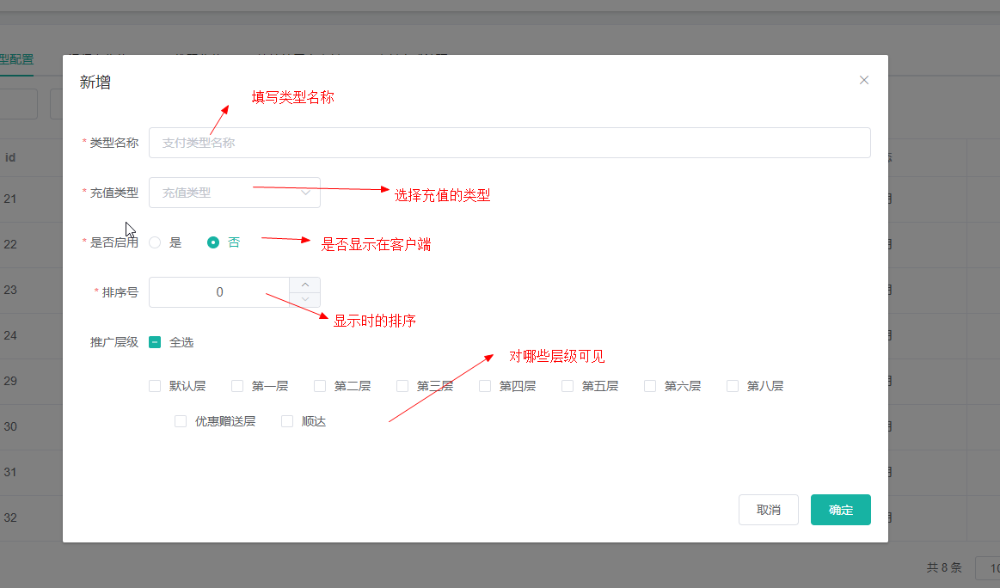 型配置
新增
填写类型名称
* 类型名称 支付类型名称
id
* 充值类型 充值类型
选择充值的类型
21
22
* 是否启用 是 否
是否显示在客户端
23
* 排序号 0
显示时的排序
24
推广层级 全选
对哪些层级可见
29
默认层 第一层 第二层 第三层 第四层 第五层 第六层 第八层
30
优惠赠送层 顺达
31
32
取消 确定
共 8 条
10